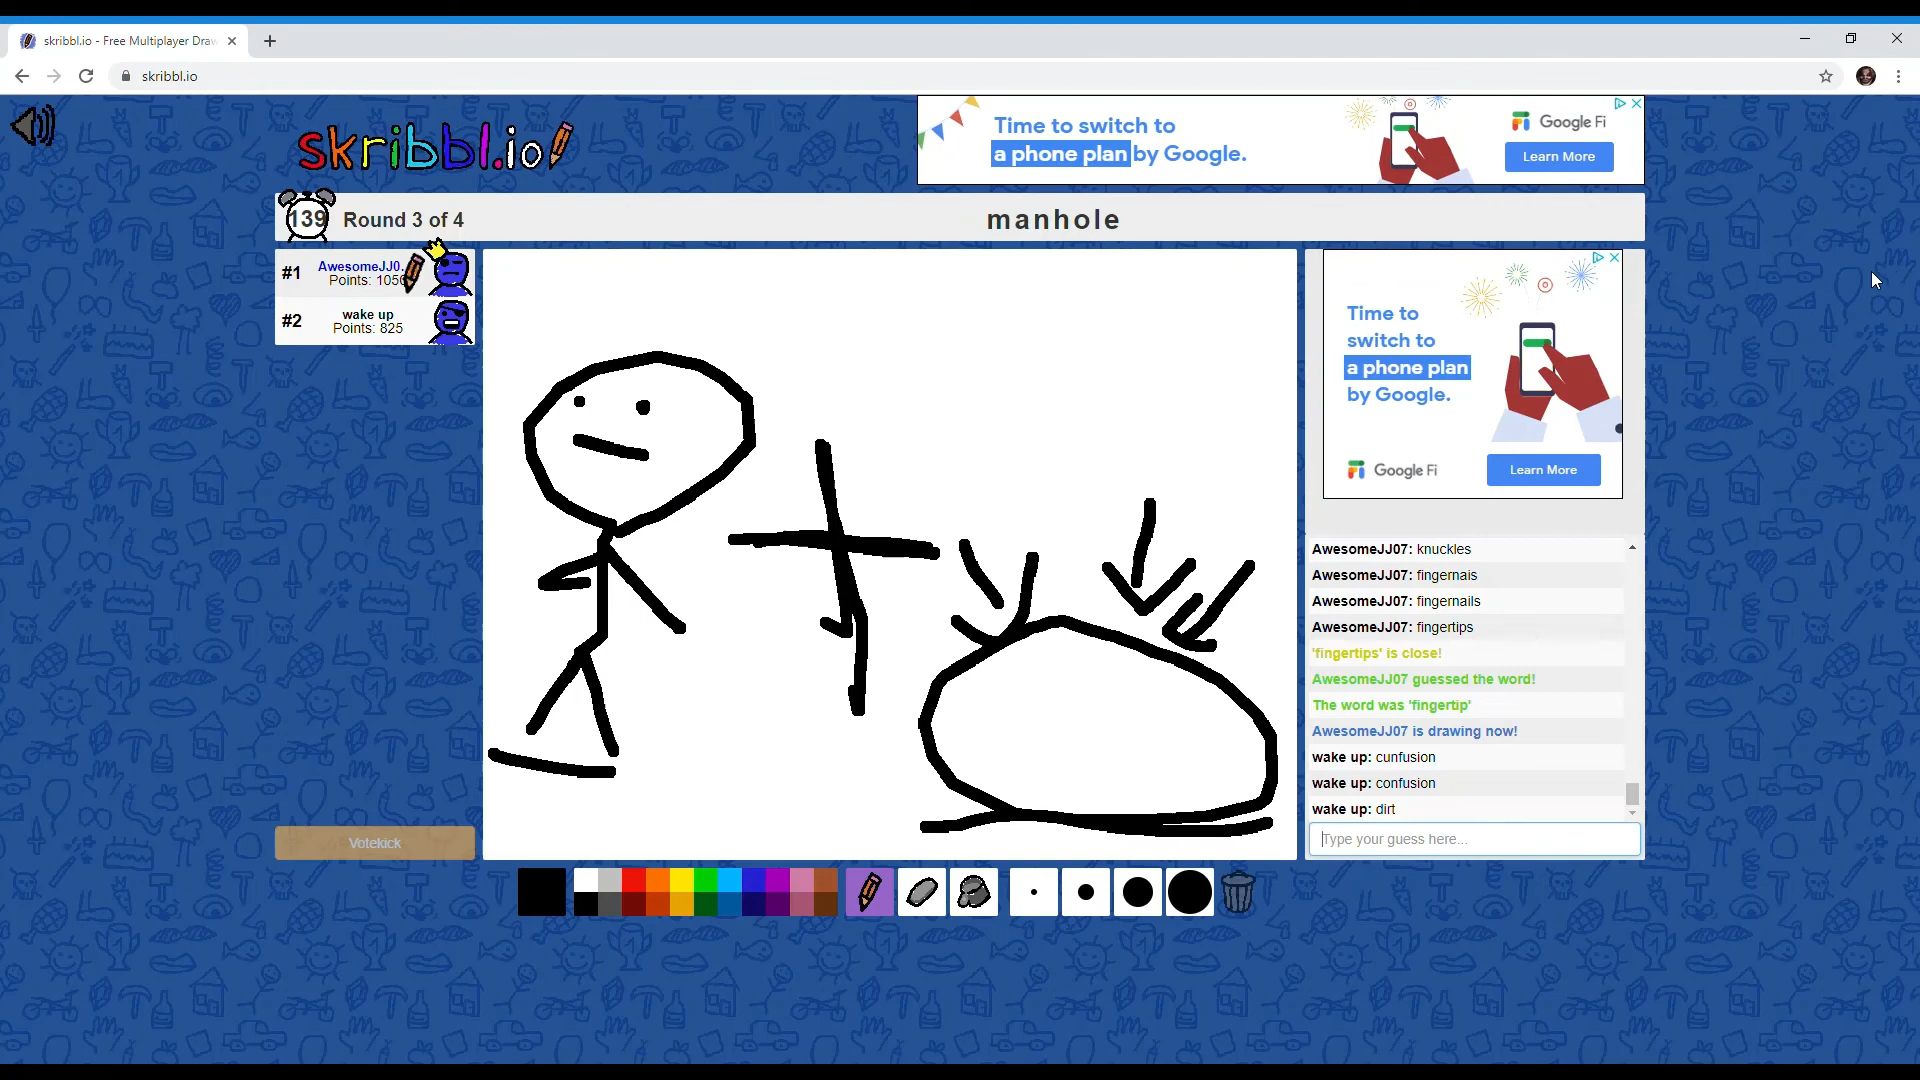 skribbl.io - Free Multiplayer Draw
skribbl.io
skribbl.io
Time to switch to
a phone plan by Google.
Google Fi
Learn More
139
Round 3 of 4
manhole
#1
AwesomeJJ0.
Points: 1056
#2
wake up
Points: 825
Time to
switch to
a phone plan
by Google.
Google Fi
Learn More
AwesomeJJ07: knuckles
AwesomeJJ07: fingernais
AwesomeJJ07: fingernails
AwesomeJJ07: fingertips
'fingertips' is close!
AwesomeJJ07 guessed the word!
The word was 'fingertip'
AwesomeJJ07 is drawing now!
wake up: cunfusion
wake up: confusion
wake up: dirt
Type your guess here...
Votekick